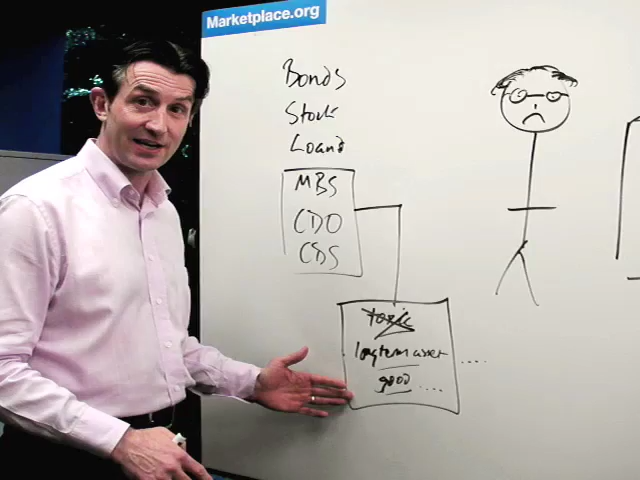 Marketplace.org
Bonds
Stock
Loans
MBS
CDO
CDS
toxic
longterm asset ....
good ....